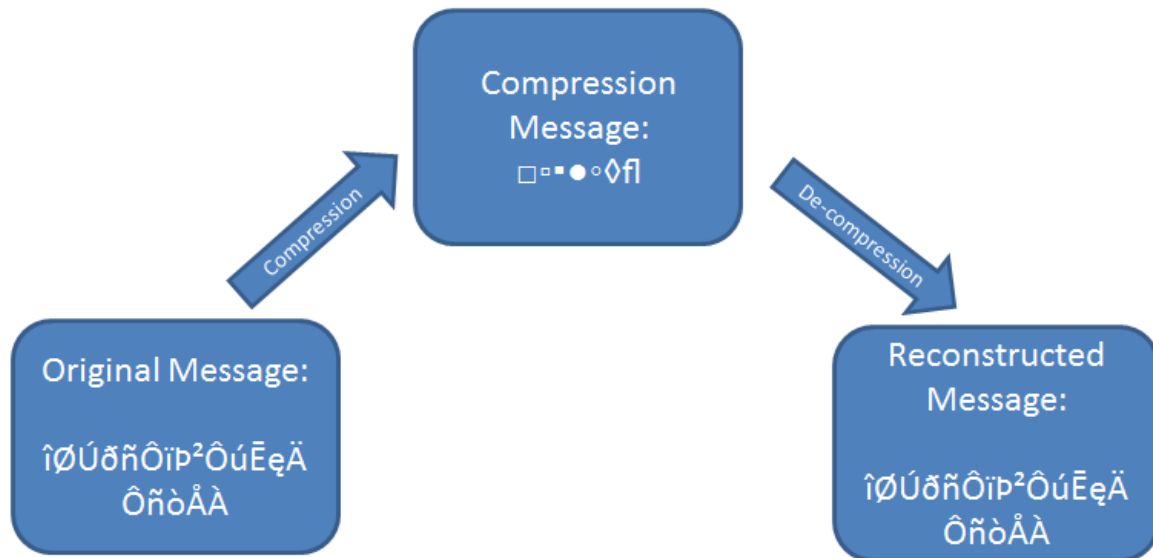 Compression
Message:
□▫▪●◦◊ﬂ
Compression
De-compression
Original Message:
îØÚðñÔïÞ²ÔúĒęÄ
ÔñòÅÀ
Reconstructed
Message:
îØÚðñÔïÞ²ÔúĒęÄ
ÔñòÅÀ